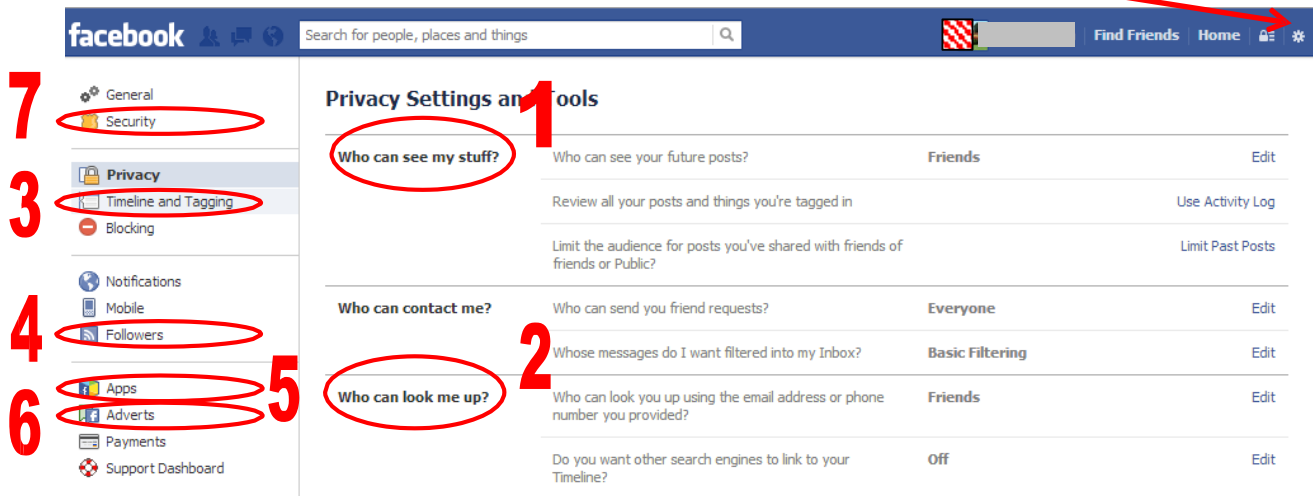 facebook
Search for people, places and things
Find Friends
Home
7
General
Security
3
Privacy
Timeline and Tagging
Blocking
4
Notifications
Mobile
Followers
5
6
Apps
Adverts
Payments
Support Dashboard
Privacy Settings and Tools
1
Who can see my stuff?
Who can see your future posts?
Friends
Edit
Review all your posts and things you're tagged in
Use Activity Log
Limit the audience for posts you've shared with friends of
friends or Public?
Limit Past Posts
Who can contact me?
Who can send you friend requests?
Everyone
Edit
Whose messages do I want filtered into my Inbox?
Basic Filtering
Edit
2
Who can look me up?
Who can look you up using the email address or phone
number you provided?
Friends
Edit
Do you want other search engines to link to your
Timeline?
Off
Edit